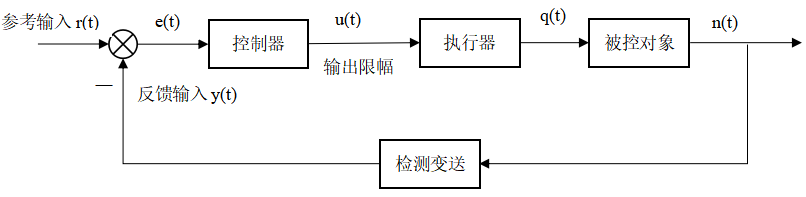 参考输入 r(t)
e(t)
控制器
u(t)
输出限幅
执行器
q(t)
被控对象
n(t)
—
反馈输入 y(t)
检测变送